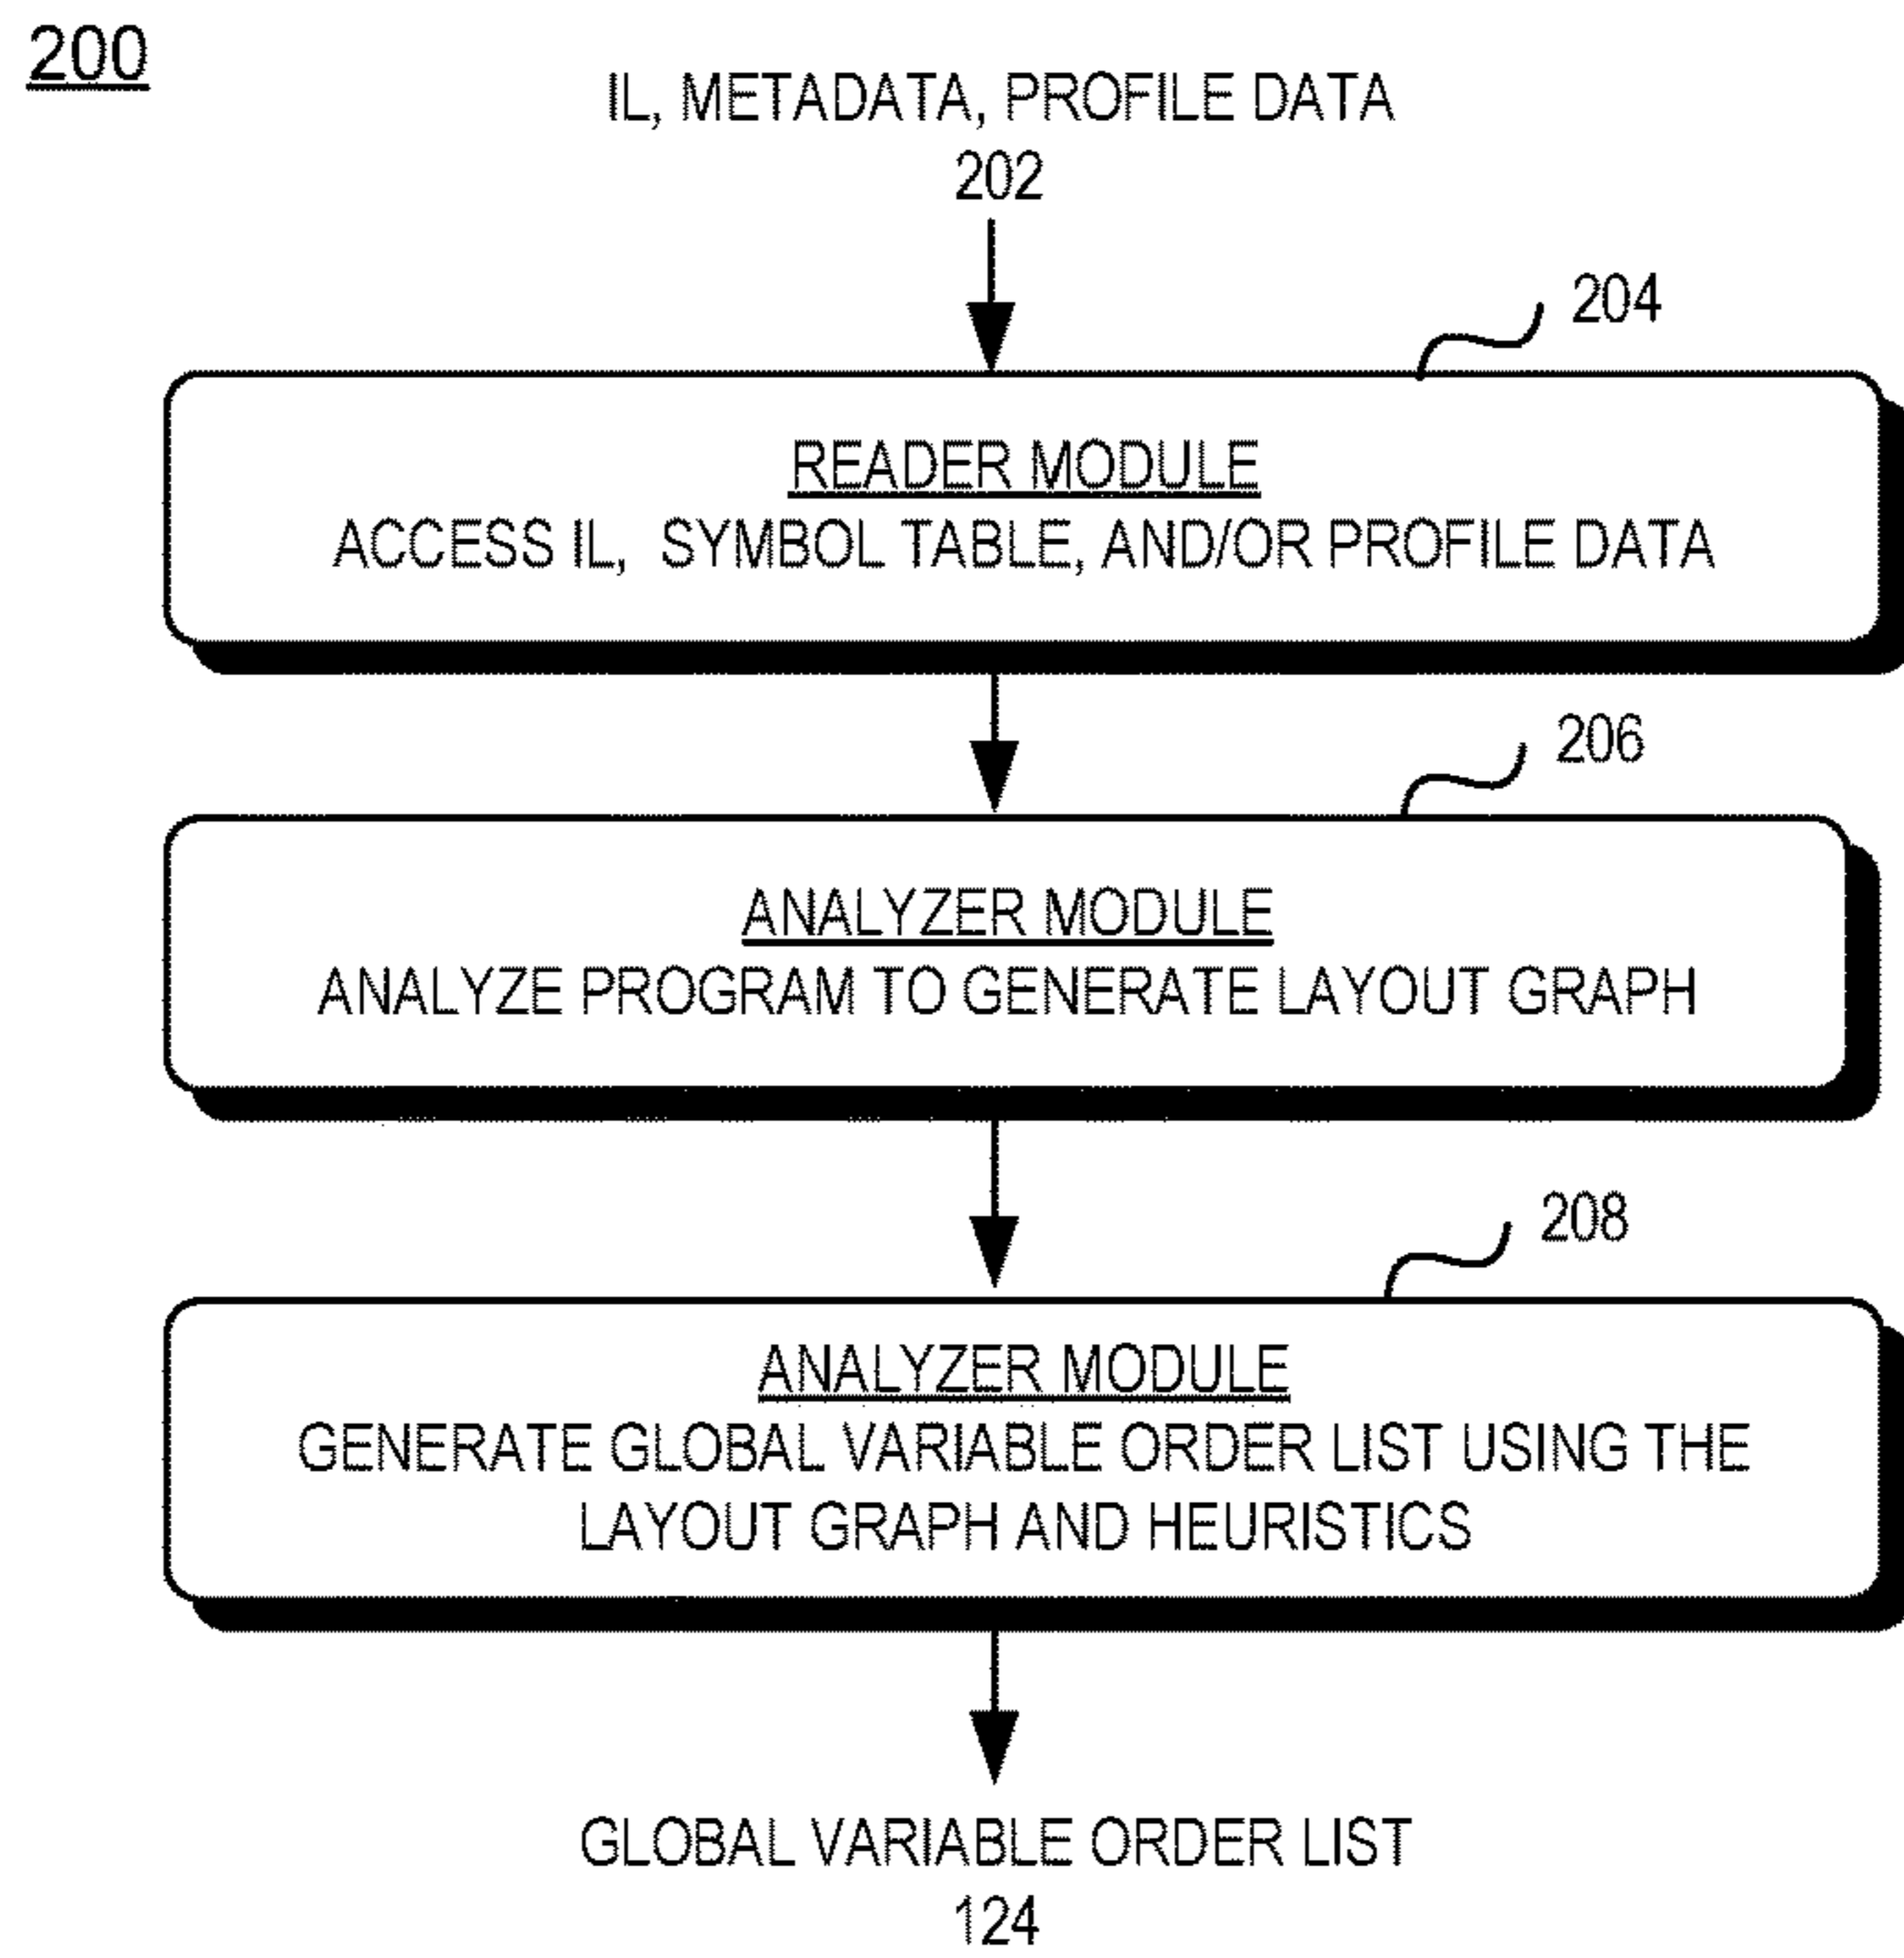 200
IL, METADATA, PROFILE DATA
202
204
READER MODULE
ACCESS IL, SYMBOL TABLE, AND/OR PROFILE DATA
206
ANALYZER MODULE
ANALYZE PROGRAM TO GENERATE LAYOUT GRAPH
208
ANALYZER MODULE
GENERATE GLOBAL VARIABLE ORDER LIST USING THE
LAYOUT GRAPH AND HEURISTICS
GLOBAL VARIABLE ORDER LIST
124